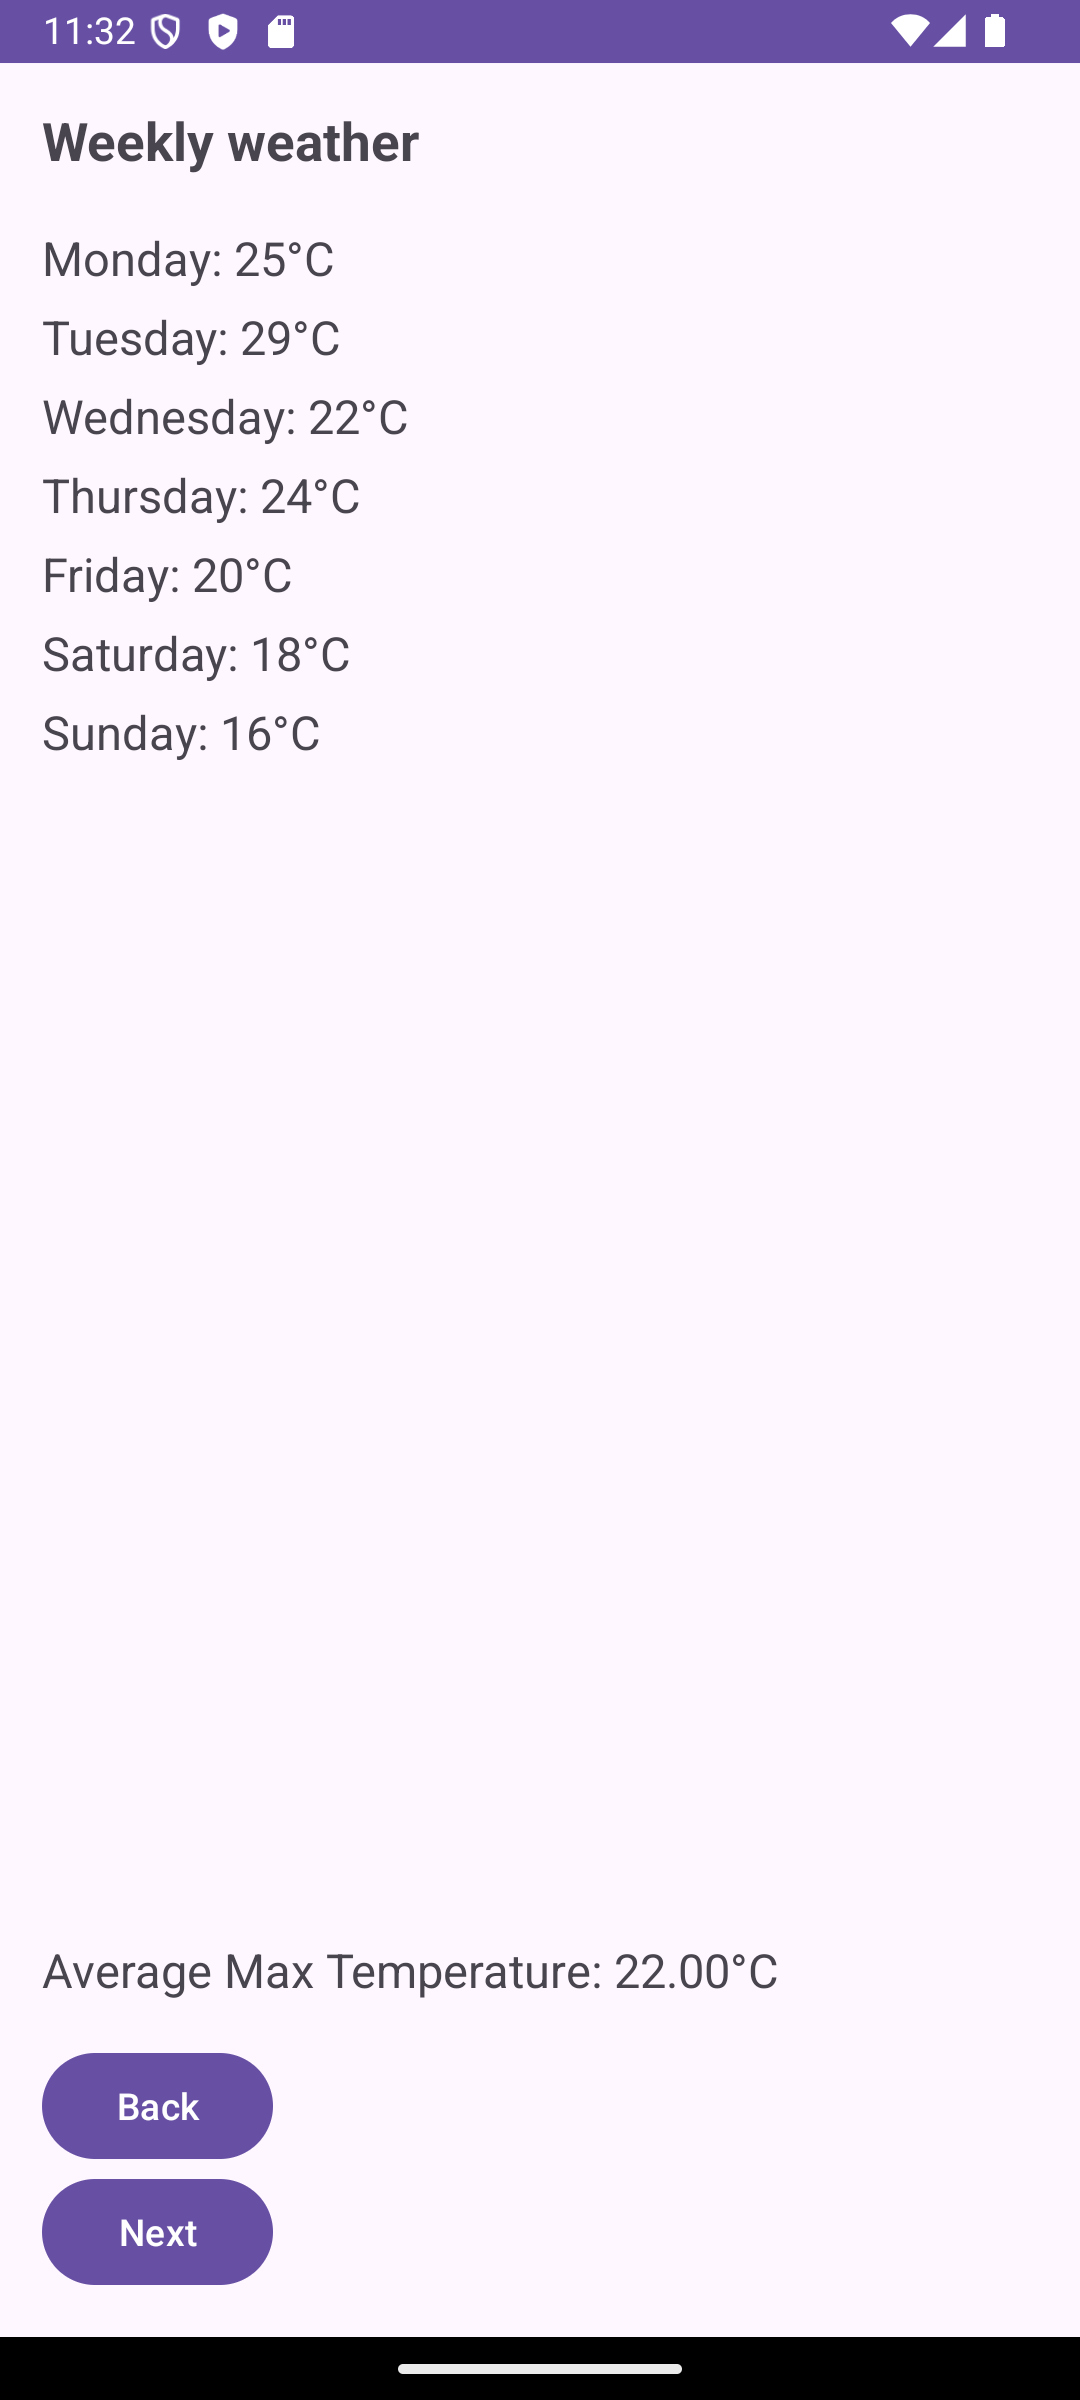 11:32
Weekly weather
Monday: 25°C
Tuesday: 29°C
Wednesday: 22°C
Thursday: 24°C
Friday: 20°C
Saturday: 18°C
Sunday: 16°C
Average Max Temperature: 22.00°C
Back
Next